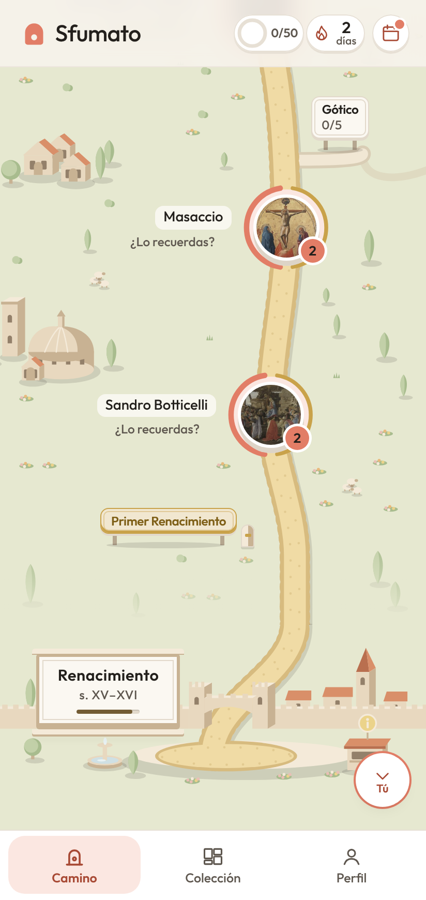 Sfumato
0/50
2
días
Gótico
0/5
Masaccio
¿Lo recuerdas?
2
Sandro Botticelli
¿Lo recuerdas?
2
Primer Renacimiento
Renacimiento
s. XV–XVI
i
Tú
Camino
Colección
Perfil